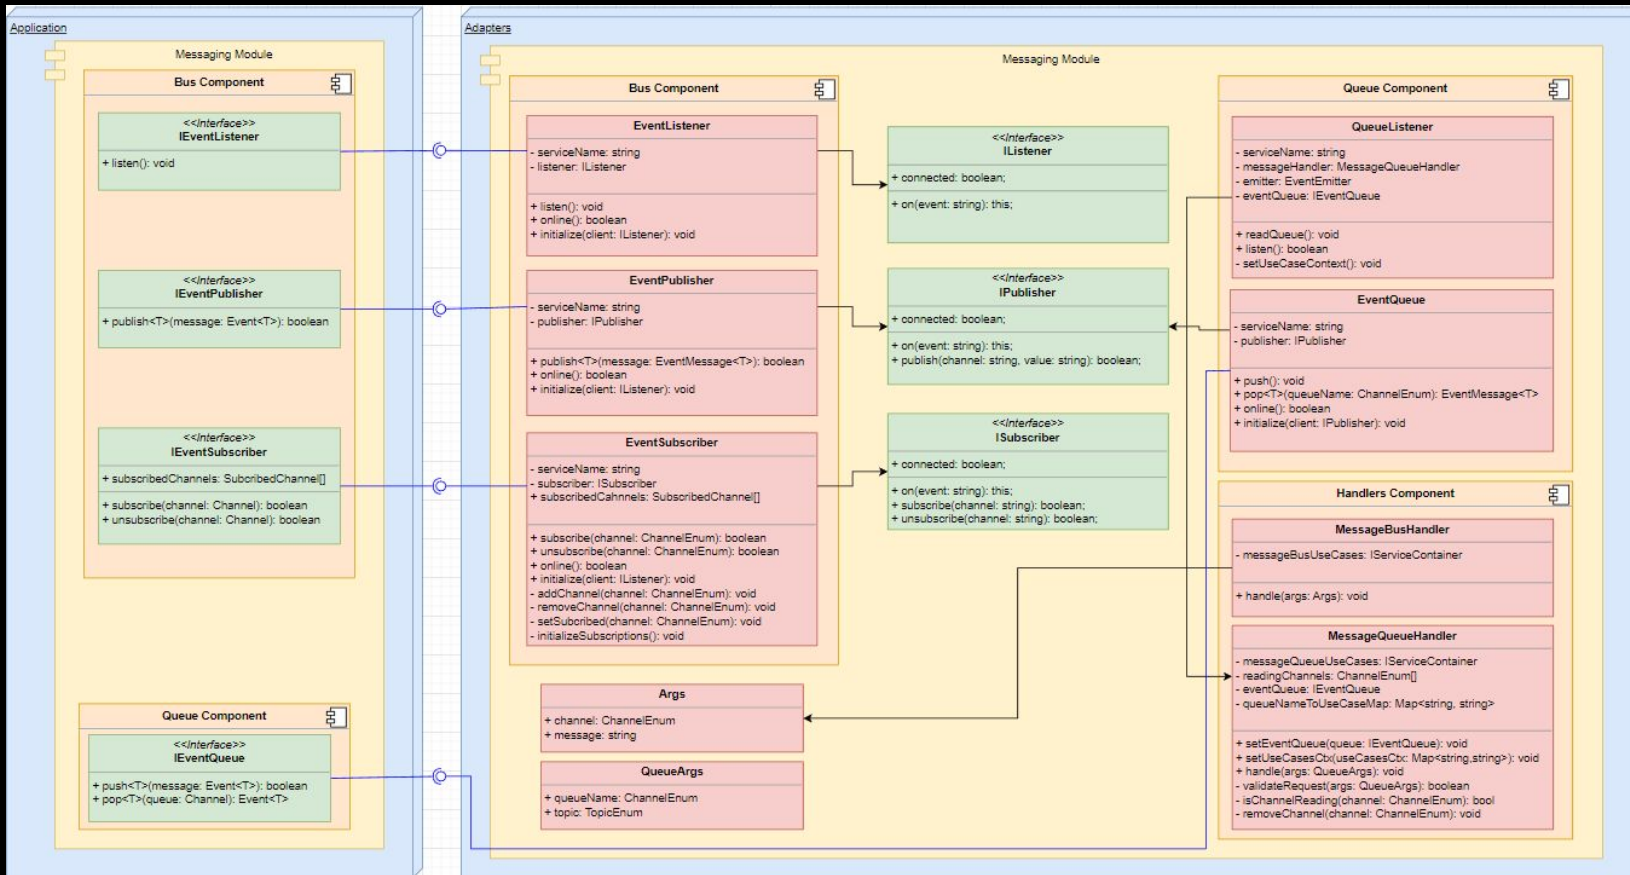 Application
Messaging Module
Bus Component
<<Interface>>
IEventListener
+ listen(): void
<<Interface>>
IEventPublisher
+ publish<T>(message: Event<T>): boolean
<<Interface>>
IEventSubscriber
+ subscribedChannels: SubcribedChannel[]
+ subscribe(channel: Channel): boolean
+ unsubscribe(channel: Channel): boolean
Queue Component
<<Interface>>
IEventQueue
+ push<T>(message: Event<T>): boolean
+ pop<T>(queue: Channel): Event<T>
Adapters
Messaging Module
Bus Component
EventListener
- serviceName: string
- listener: IListener
+ listen(): void
+ online(): boolean
+ initialize(client: IListener): void
EventPublisher
- serviceName: string
- publisher: IPublisher
+ publish<T>(message: EventMessage<T>): boolean
+ online(): boolean
+ initialize(client: IListener): void
EventSubscriber
- serviceName: string
- subscriber: ISubscriber
+ subscribedCahnnels: SubscribedChannel[]
+ subscribe(channel: ChannelEnum): boolean
+ unsubscribe(channel: ChannelEnum): boolean
+ online(): boolean
+ initialize(client: IListener): void
- addChannel(channel: ChannelEnum): void
- removeChannel(channel: ChannelEnum): void
- setSubcribed(channel: ChannelEnum): void
- initializeSubscriptions(): void
<<Interface>>
IListener
+ connected: boolean;
+ on(event: string): this;
<<Interface>>
IPublisher
+ connected: boolean;
+ on(event: string): this;
+ publish(channel: string, value: string): boolean;
<<Interface>>
ISubscriber
+ connected: boolean;
+ on(event: string): this;
+ subscribe(channel: string): boolean;
+ unsubscribe(channel: string): boolean;
Args
+ channel: ChannelEnum
+ message: string
QueueArgs
+ queueName: ChannelEnum
+ topic: TopicEnum
Queue Component
QueueListener
- serviceName: string
- messageHandler: MessageQueueHandler
- emitter: EventEmitter
- eventQueue: IEventQueue
+ readQueue(): void
+ listen(): boolean
- setUseCaseContext(): void
EventQueue
- serviceName: string
- publisher: IPublisher
+ push(): void
+ pop<T>(queueName: ChannelEnum): EventMessage<T>
+ online(): boolean
+ initialize(client: IPublisher): void
Handlers Component
MessageBusHandler
- messageBusUseCases: IServiceContainer
+ handle(args: Args): void
MessageQueueHandler
- messageQueueUseCases: IServiceContainer
- readingChannels: ChannelEnum[]
- eventQueue: IEventQueue
- queueNameToUseCaseMap: Map<string, string>
+ setEventQueue(queue: IEventQueue): void
+ setUseCasesCtx(useCasesCtx: Map<string,string>): void
+ handle(args: QueueArgs): void
- validateRequest(args: QueueArgs): boolean
- isChannelReading(channel: ChannelEnum): bool
- removeChannel(channel: ChannelEnum): void